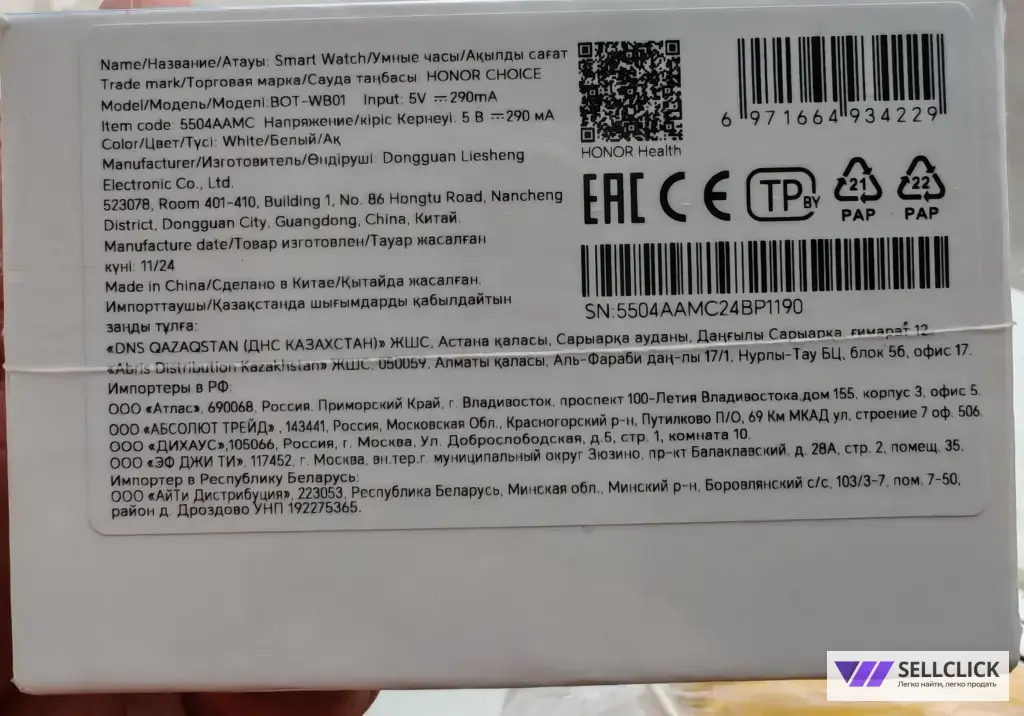 Name/Название/Атауы: Smart Watch/Умные часы/Ақылды сағат
Trade mark/Торговая марка/Сауда таңбасы HONOR CHOICE
Model/Модель/Моделі:BOT-WB01 Input: 5V ⎓290mA
Item code: 5504AAMC Напряжение/кіріс Кернеуі: 5 В ⎓290 мА
Color/Цвет/Түсі: White/Белый/Ақ
Manufacturer/Изготовитель/Өндіруші: Dongguan Liesheng
Electronic Co., Ltd.
523078, Room 401-410, Building 1, No. 86 Hongtu Road, Nancheng
District, Dongguan City, Guangdong, China, Китай.
Manufacture date/Товар изготовлен/Тауар жасалған
күні: 11/24
Made in China/Сделано в Китае/Қытайда жасалған.
Импорттаушы/Қазақстанда шығымдарды қабылдайтын
заңды тұлға:
«DNS QAZAQSTAN (ДНС КАЗАХСТАН)» ЖШС, Астана қаласы, Сарыарқа ауданы, Даңғылы Сарыарка, ғимарат 12
«Abris Distribution Kazakhstan» ЖШС, 050059, Алматы қаласы, Аль-Фараби даң-лы 17/1, Нурлы-Тау БЦ, блок 5б, офис 17.
Импортеры в РФ:
ООО «Атлас», 690068, Россия, Приморский Край, г. Владивосток, проспект 100-Летия Владивостока,дом 155, корпус 3, офис 5.
ООО «АБСОЛЮТ ТРЕЙД» , 143441, Россия, Московская Обл., Красногорский р-н, Путилково П/О, 69 Км МКАД ул, строение 7 оф. 506.
ООО «ДИХАУС»,105066, Россия, г. Москва, Ул. Доброслободская, д.5, стр. 1, комната 10.
ООО «ЭФ ДЖИ ТИ», 117452, г. Москва, вн.тер.г. муниципальный округ Зюзино, пр-кт Балаклавский, д. 28А, стр. 2, помещ. 35.
Импортер в Республику Беларусь:
ООО «АйТи Дистрибуция», 223053, Республика Беларусь, Минская обл., Минский р-н, Боровлянский с/с, 103/3-7, пом. 7-50,
район д. Дроздово УНП 192275365.
HONOR Health
6 971664 934229
EAC CE TP BY 21 PAP 22 PAP
SN:5504AAMC24BP1190
SELLCLICK
Легко найти, легко продать